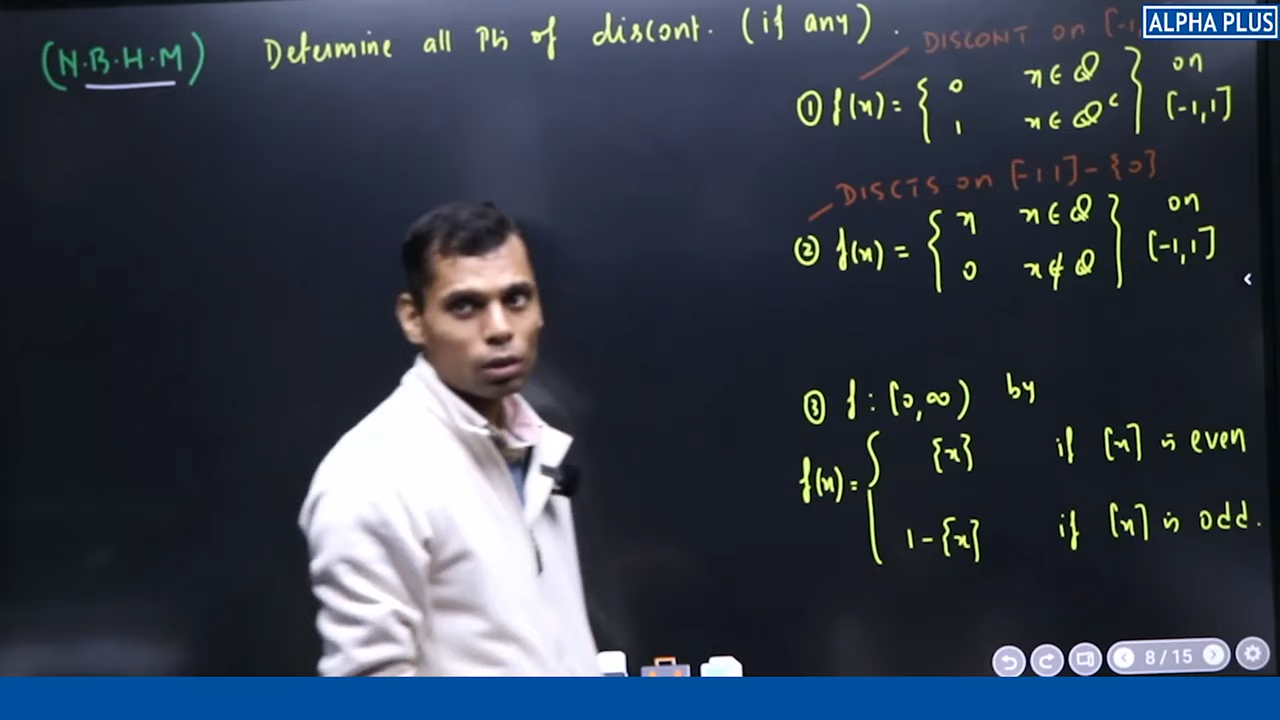 ALPHA PLUS
(N.B.H.M) Determine all Pts of discont. (if any).
DISCONT on [-1,
① f(x) = { 0 x ∈ Q } on
1 x ∈ Qᶜ [-1,1]
DISCTS on [-1 1] - {0}
② f(x) = { x x ∈ Q } on
0 x ∉ Q [-1,1]
③ f : [0,∞) by
f(x) = { {x} if [x] is even
1-{x} if [x] is odd.
8/15